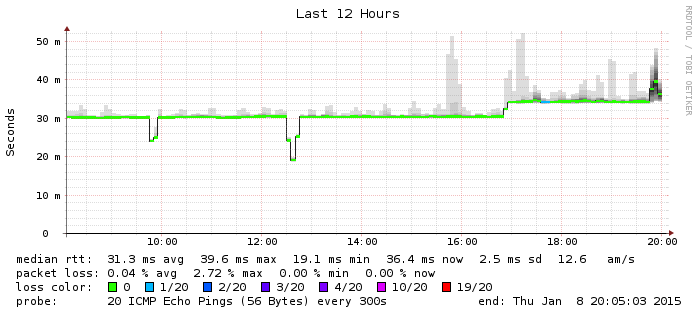 Last 12 Hours
RRDTOOL / TOBI OETIKER
Seconds
50 m
40 m
30 m
20 m
10 m
0
10:00 12:00 14:00 16:00 18:00 20:00
median rtt: 31.3 ms avg 39.6 ms max 19.1 ms min 36.4 ms now 2.5 ms sd 12.6 am/s
packet loss: 0.04 % avg 2.72 % max 0.00 % min 0.00 % now
loss color: 0 1/20 2/20 3/20 4/20 10/20 19/20
probe: 20 ICMP Echo Pings (56 Bytes) every 300s end: Thu Jan 8 20:05:03 2015